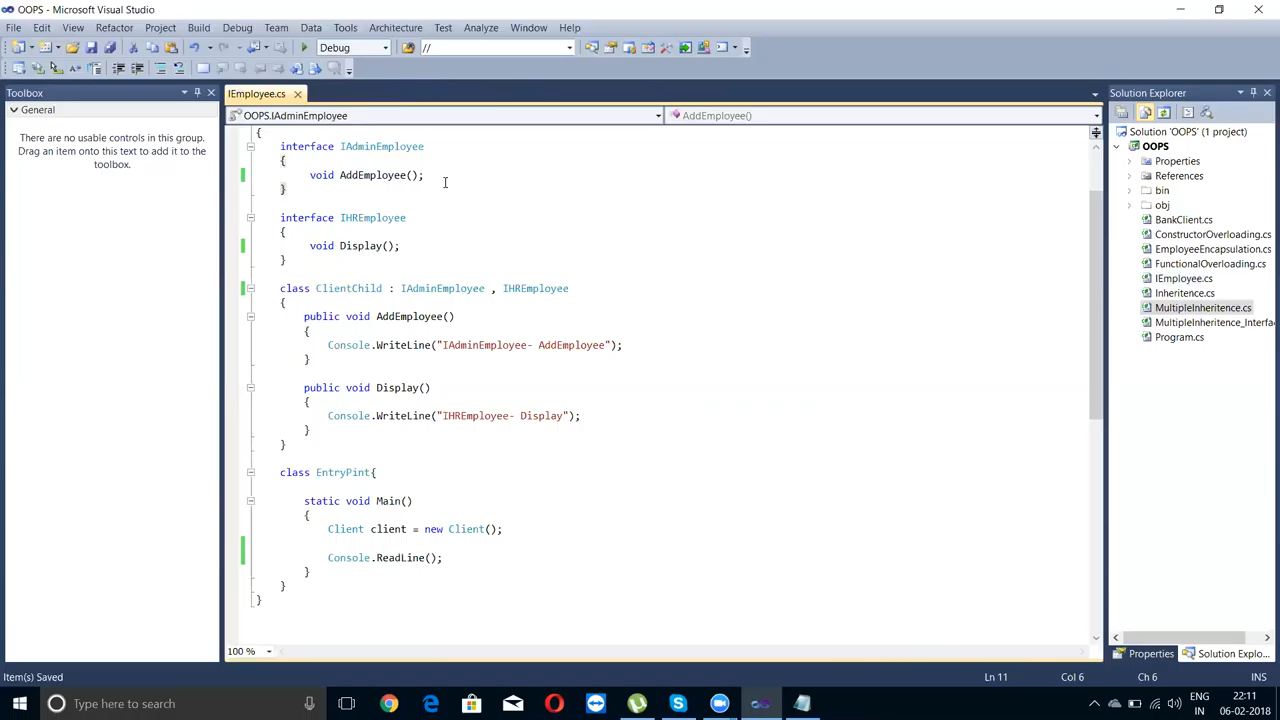 OOPS - Microsoft Visual Studio
File Edit View Refactor Project Build Debug Team Data Tools Architecture Test Analyze Window Help
Debug //
Toolbox
General
There are no usable controls in this group. Drag an item onto this text to add it to the toolbox.
IEmployee.cs
OOPS.IAdminEmployee AddEmployee()
{
interface IAdminEmployee
{
void AddEmployee();
}
interface IHREmployee
{
void Display();
}
class ClientChild : IAdminEmployee , IHREmployee
{
public void AddEmployee()
{
Console.WriteLine("IAdminEmployee- AddEmployee");
}
public void Display()
{
Console.WriteLine("IHREmployee- Display");
}
}
class EntryPint{
static void Main()
{
Client client = new Client();
Console.ReadLine();
}
}
}
100 %
Solution Explorer
Solution 'OOPS' (1 project)
OOPS
Properties
References
bin
obj
BankClient.cs
ConstructorOverloading.cs
EmployeeEncapsulation.cs
FunctionalOverloading.cs
IEmployee.cs
Inheritence.cs
MultipleInheritence.cs
MultipleInheritence_Interfa
Program.cs
Properties Solution Explo...
Item(s) Saved Ln 11 Col 6 Ch 6 INS
Type here to search
ENG 22:11
IN 06-02-2018